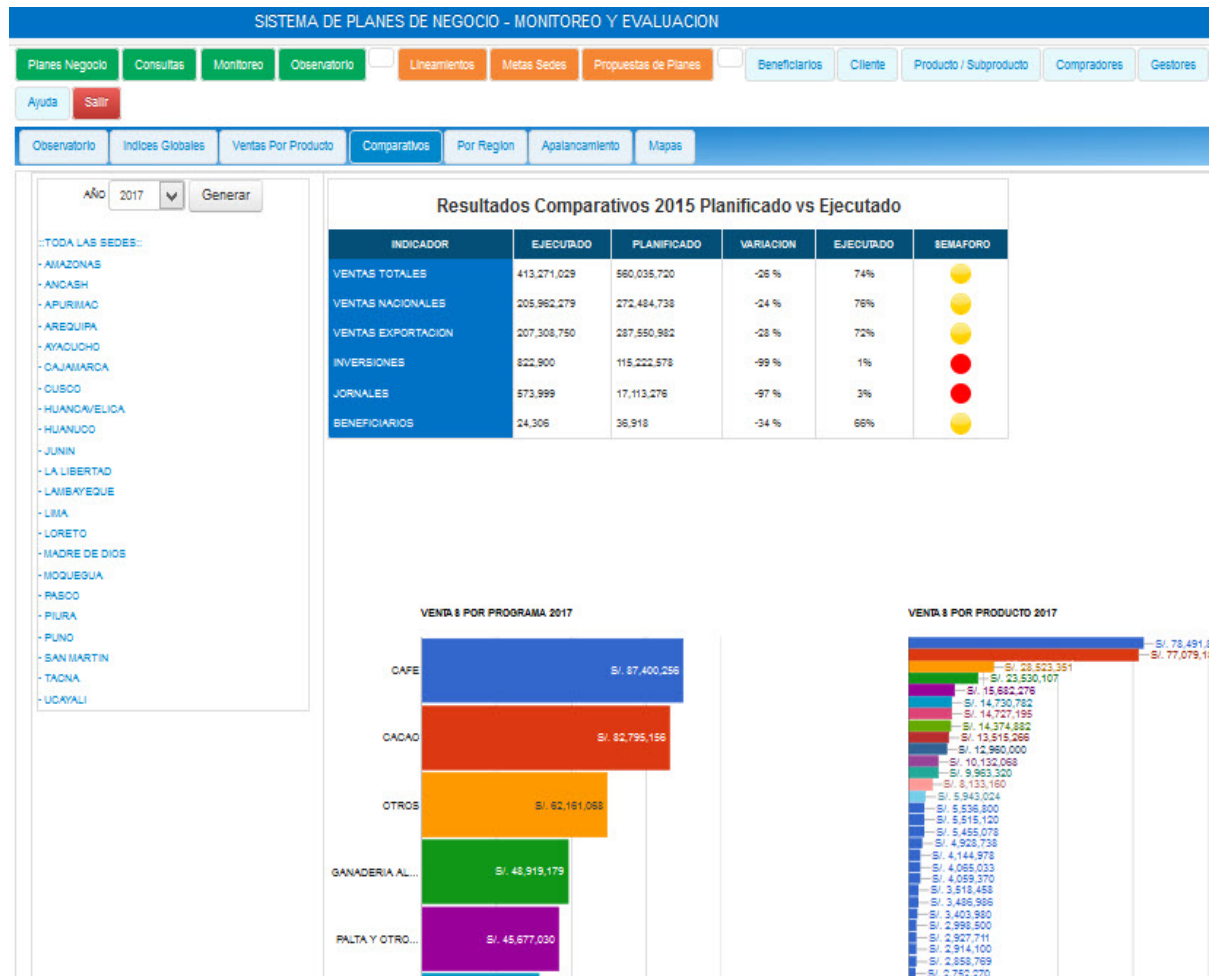 SISTEMA DE PLANES DE NEGOCIO - MONITOREO Y EVALUACION
Planes Negocio Consultas Monitoreo Observatorio Lineamientos Metas Sedes Propuestas de Planes Beneficiarios Cliente Producto / Subproducto Compradores Gestores
Ayuda Salir
Observatorio Indices Globales Ventas Por Producto Comparativos Por Region Apalancamiento Mapas
AÑO 2017 Generar
::TODA LAS SEDES::
- AMAZONAS
- ANCASH
- APURIMAC
- AREQUIPA
- AYACUCHO
- CAJAMARCA
- CUSCO
- HUANCAVELICA
- HUANUCO
- JUNIN
- LA LIBERTAD
- LAMBAYEQUE
- LIMA
- LORETO
- MADRE DE DIOS
- MOQUEGUA
- PASCO
- PIURA
- PUNO
- SAN MARTIN
- TACNA
- UCAYALI
Resultados Comparativos 2015 Planificado vs Ejecutado
INDICADOR EJECUTADO PLANIFICADO VARIACION EJECUTADO SEMAFORO
VENTAS TOTALES 413,271,029 560,035,720 -26 % 74%
VENTAS NACIONALES 205,962,279 272,484,738 -24 % 76%
VENTAS EXPORTACION 207,308,750 287,550,982 -28 % 72%
INVERSIONES 822,900 115,222,578 -99 % 1%
JORNALES 573,999 17,113,276 -97 % 3%
BENEFICIARIOS 24,306 36,918 -34 % 66%
VENTAS POR PROGRAMA 2017
CAFE S/. 87,400,256
CACAO S/. 82,795,156
OTROS S/. 62,161,068
GANADERIA AL... S/. 48,919,179
PALTA Y OTRO... S/. 45,677,030
VENTAS POR PRODUCTO 2017
S/. 78,491,8
S/. 77,079,18
S/. 28,523,351
S/. 23,530,107
S/. 15,682,276
S/. 14,730,782
S/. 14,727,195
S/. 14,374,882
S/. 13,515,266
S/. 12,960,000
S/. 10,132,068
S/. 9,963,320
S/. 8,133,160
S/. 5,943,024
S/. 5,536,800
S/. 5,515,120
S/. 5,455,078
S/. 4,928,738
S/. 4,144,978
S/. 4,065,033
S/. 4,059,370
S/. 3,518,458
S/. 3,486,986
S/. 3,403,980
S/. 2,998,500
S/. 2,927,711
S/. 2,914,100
S/. 2,858,769
S/. 2,752,270